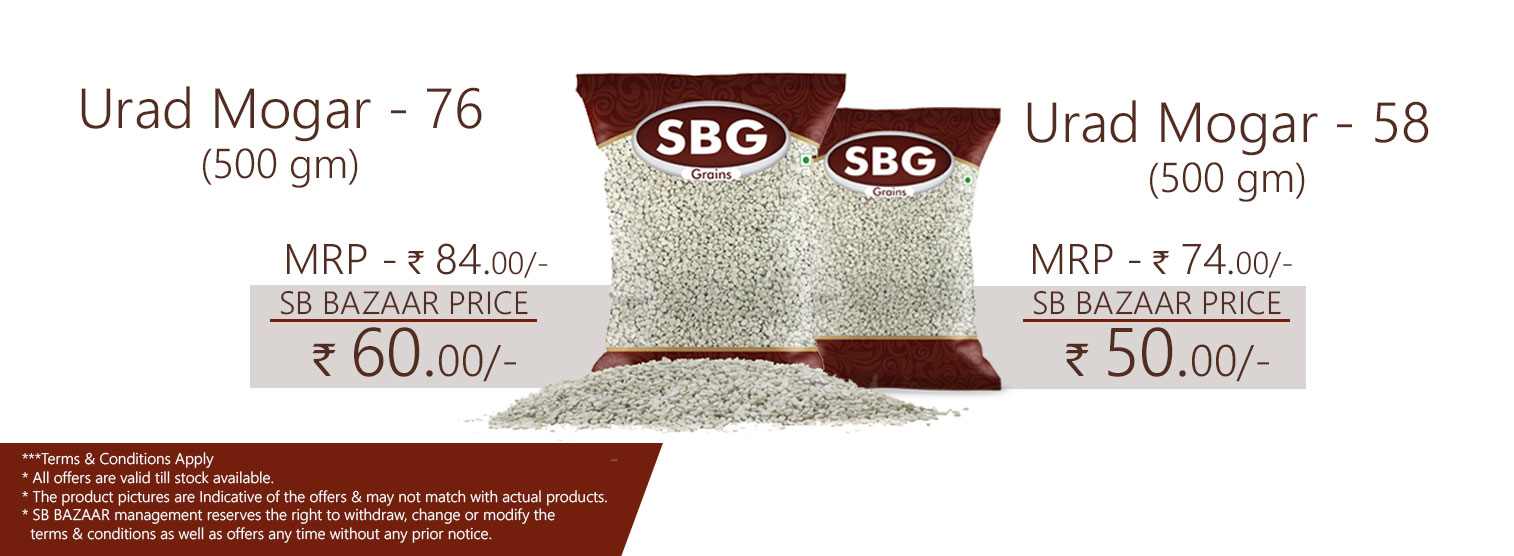 Urad Mogar - 76
(500 gm)
MRP - ₹ 84.00/-
SB BAZAAR PRICE
₹ 60.00/-
SBG
Grains
SBG
Grains
Urad Mogar - 58
(500 gm)
MRP - ₹ 74.00/-
SB BAZAAR PRICE
₹ 50.00/-
***Terms & Conditions Apply
* All offers are valid till stock available.
* The product pictures are Indicative of the offers & may not match with actual products.
* SB BAZAAR management reserves the right to withdraw, change or modify the
terms & conditions as well as offers any time without any prior notice.